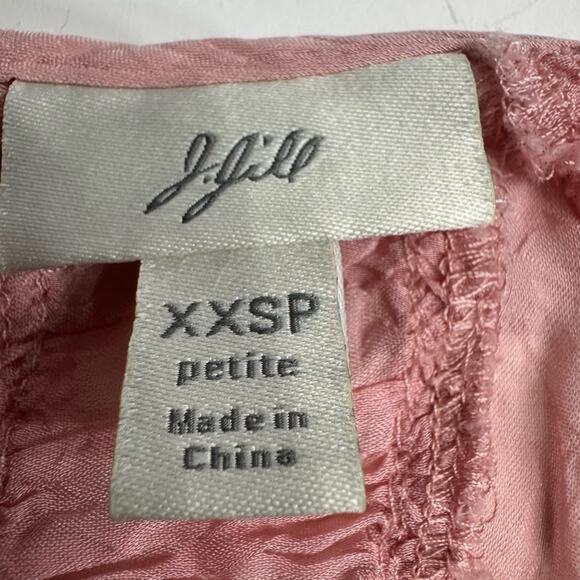 J.Jill
XXSP
petite
Made in
China